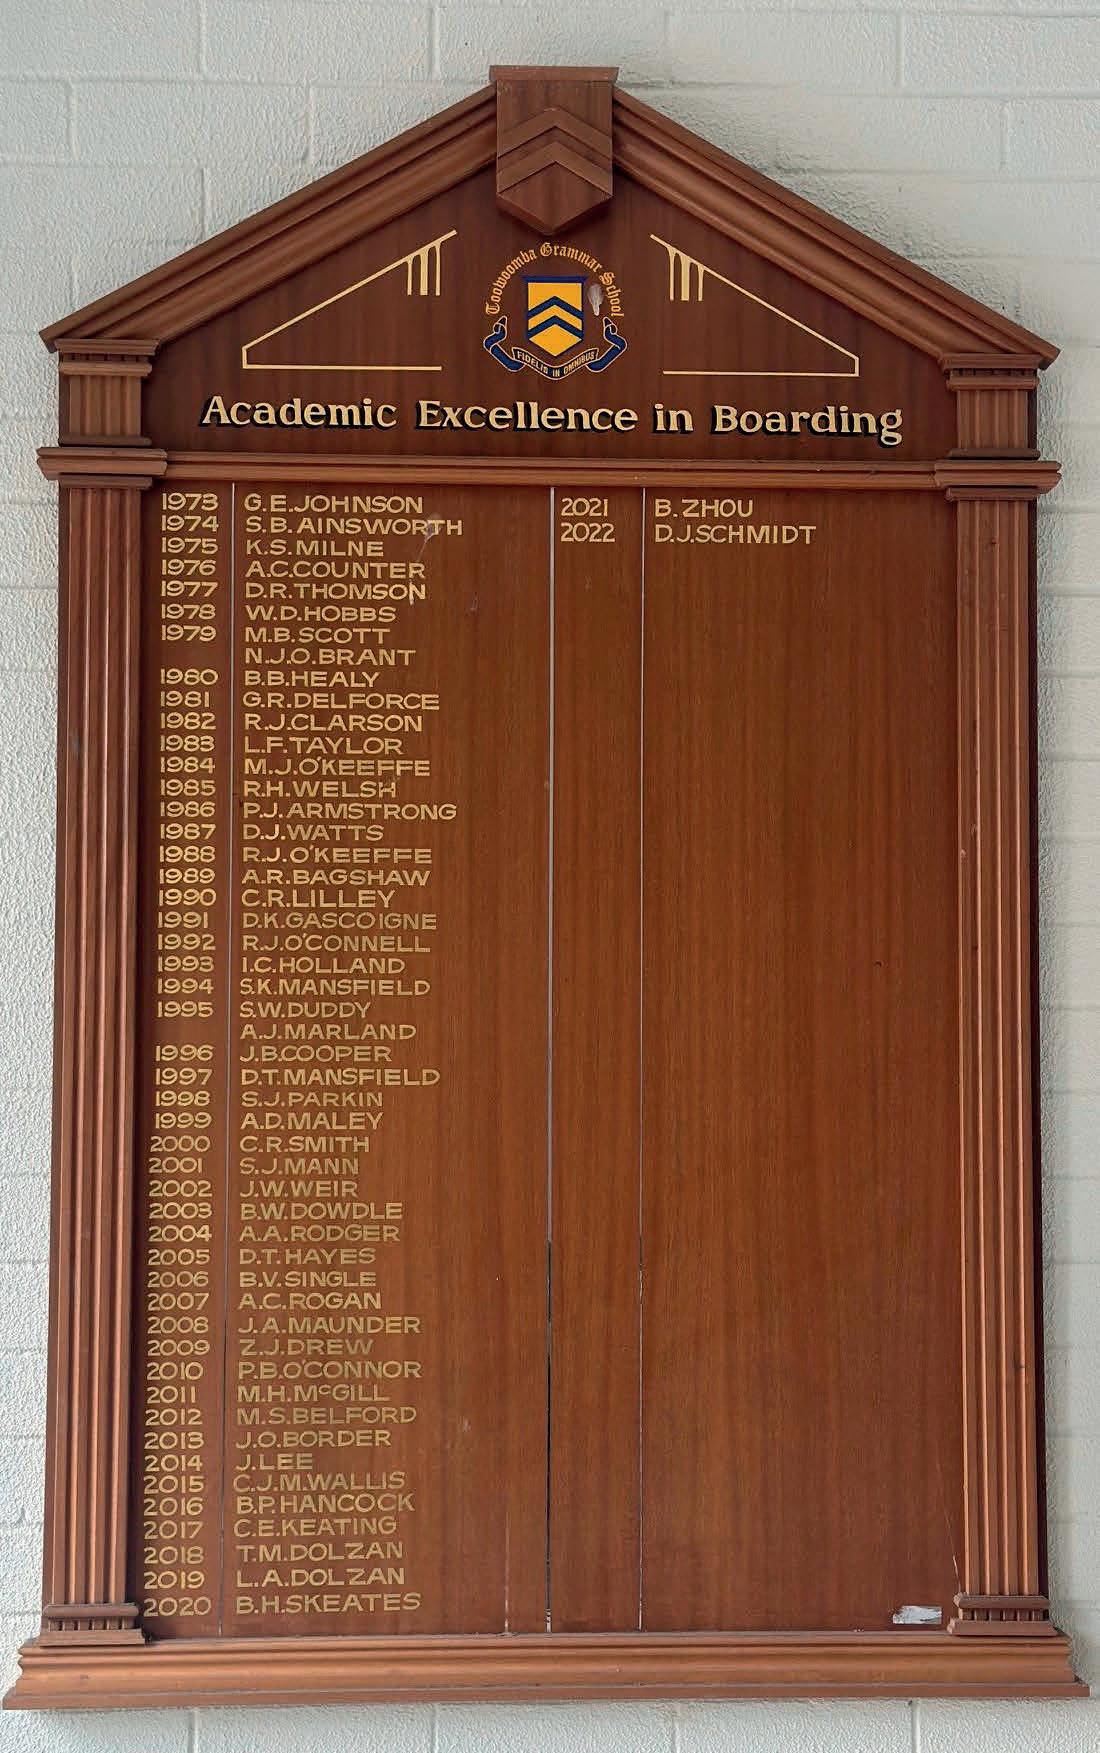 Toowoomba Grammar School
FIDELIS IN OMNIBUS
Academic Excellence in Boarding
1973 G.E.JOHNSON
1974 S.B.AINSWORTH
1975 K.S.MILNE
1976 A.C.COUNTER
1977 D.R.THOMSON
1978 W.D.HOBBS
1979 M.B.SCOTT
N.J.O.BRANT
1980 B.B.HEALY
1981 G.R.DELFORCE
1982 R.J.CLARSON
1983 L.F.TAYLOR
1984 M.J.O'KEEFFE
1985 R.H.WELSH
1986 P.J.ARMSTRONG
1987 D.J.WATTS
1988 R.J.O'KEEFFE
1989 A.R.BAGSHAW
1990 C.R.LILLEY
1991 D.K.GASCOIGNE
1992 R.J.O'CONNELL
1993 I.C.HOLLAND
1994 S.K.MANSFIELD
1995 S.W.DUDDY
A.J.MARLAND
1996 J.B.COOPER
1997 D.T.MANSFIELD
1998 S.J.PARKIN
1999 A.D.MALEY
2000 C.R.SMITH
2001 S.J.MANN
2002 J.W.WEIR
2003 B.W.DOWDLE
2004 A.A.RODGER
2005 D.T.HAYES
2006 B.V.SINGLE
2007 A.C.ROGAN
2008 J.A.MAUNDER
2009 Z.J.DREW
2010 P.B.O'CONNOR
2011 M.H.McGILL
2012 M.S.BELFORD
2013 J.O.BORDER
2014 J.LEE
2015 C.J.M.WALLIS
2016 B.P.HANCOCK
2017 C.E.KEATING
2018 T.M.DOLZAN
2019 L.A.DOLZAN
2020 B.H.SKEATES
2021 B.ZHOU
2022 D.J.SCHMIDT